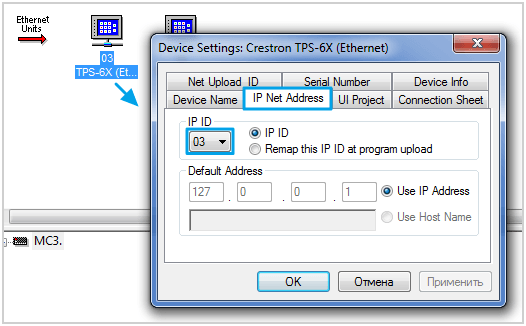 Ethernet
Units
03
TPS-6X (Et...
Device Settings: Crestron TPS-6X (Ethernet)
Net Upload ID
Serial Number
Device Info
Device Name
IP Net Address
UI Project
Connection Sheet
IP ID
03
IP ID
Remap this IP ID at program upload
Default Address
127 . 0 . 0 . 1
Use IP Address
Use Host Name
MC3.
OK
Отмена
Применить